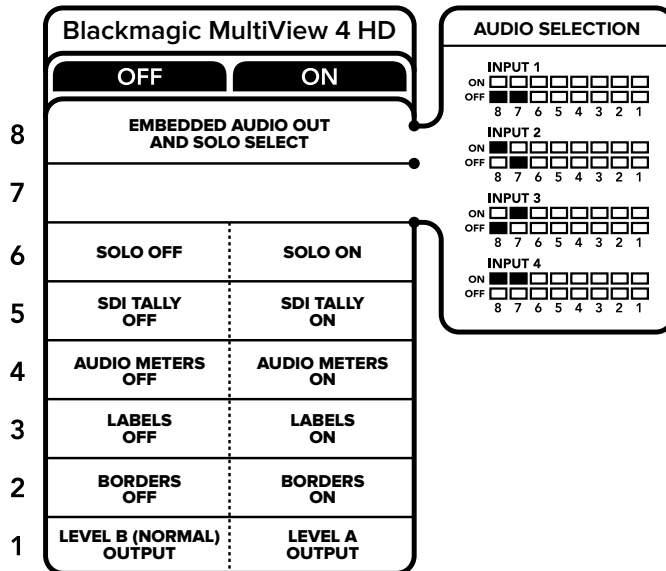 Blackmagic MultiView 4 HD
OFF ON
8 EMBEDDED AUDIO OUT
AND SOLO SELECT
7
6 SOLO OFF SOLO ON
5 SDI TALLY
OFF SDI TALLY
ON
4 AUDIO METERS
OFF AUDIO METERS
ON
3 LABELS
OFF LABELS
ON
2 BORDERS
OFF BORDERS
ON
1 LEVEL B (NORMAL)
OUTPUT LEVEL A
OUTPUT
AUDIO SELECTION
INPUT 1
ON
OFF
8 7 6 5 4 3 2 1
INPUT 2
ON
OFF
8 7 6 5 4 3 2 1
INPUT 3
ON
OFF
8 7 6 5 4 3 2 1
INPUT 4
ON
OFF
8 7 6 5 4 3 2 1